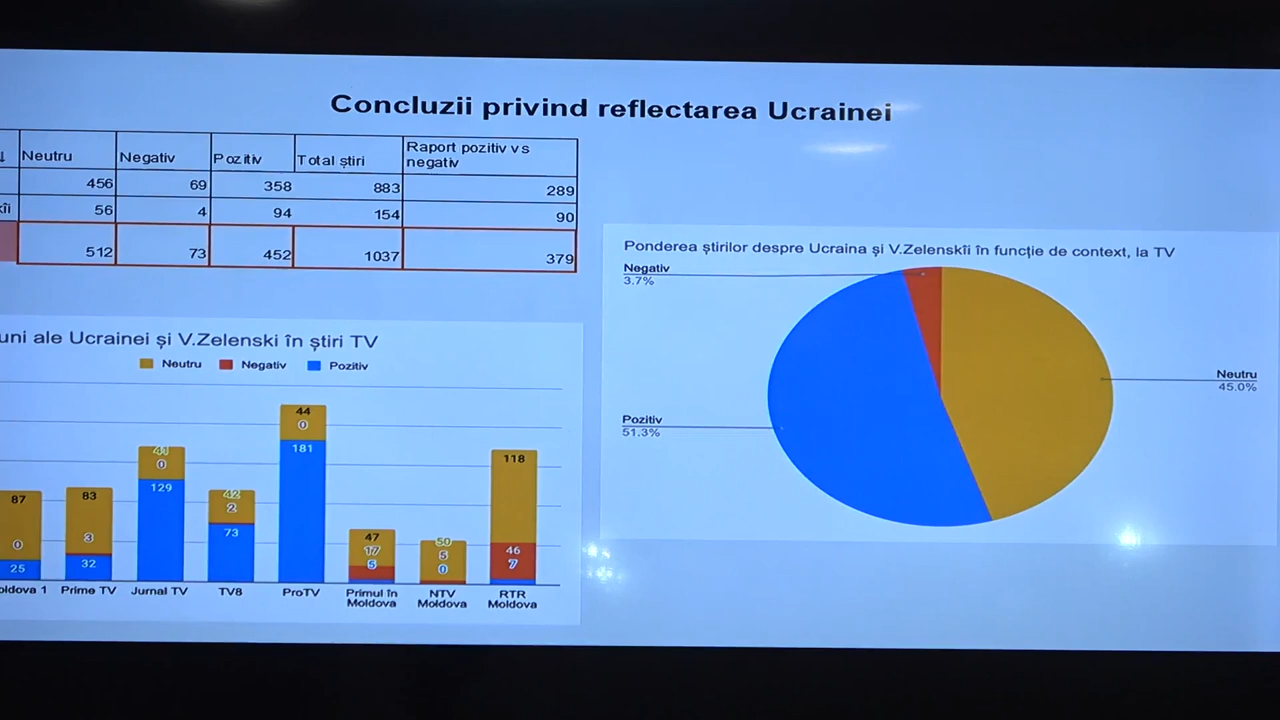 Concluzii privind reflectarea Ucrainei
Neutru Negativ Pozitiv Total știri Raport pozitiv vs negativ
456 69 358 883 289
56 4 94 154 90
512 73 452 1037 379
Ponderea știrilor despre Ucraina și V.Zelenskîi în funcție de context, la TV
Negativ
3.7%
Neutru
45.0%
Pozitiv
51.3%
ale Ucrainei și V.Zelenski în știri TV
Neutru Negativ Pozitiv
87 0 25
83 3 32
0 129
42 2 73
44 0 181
47 17 5
50 5 0
118 46 7
1 Prime TV Jurnal TV TV8 ProTV Primul în Moldova NTV Moldova RTR Moldova